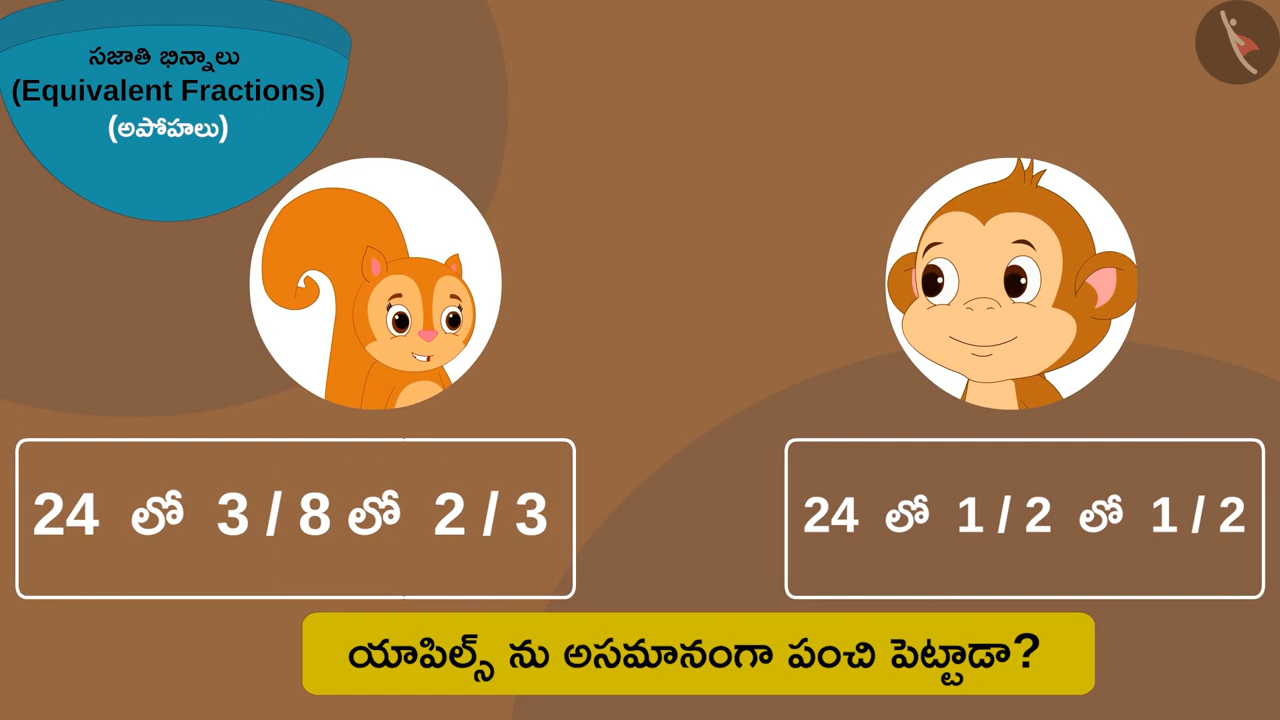 సజాతి భిన్నాలు
(Equivalent Fractions)
(అపోహలు)
24 లో 3 / 8 లో 2 / 3
24 లో 1 / 2 లో 1 / 2
యాపిల్స్ ను అసమానంగా పంచి పెట్టాడా?